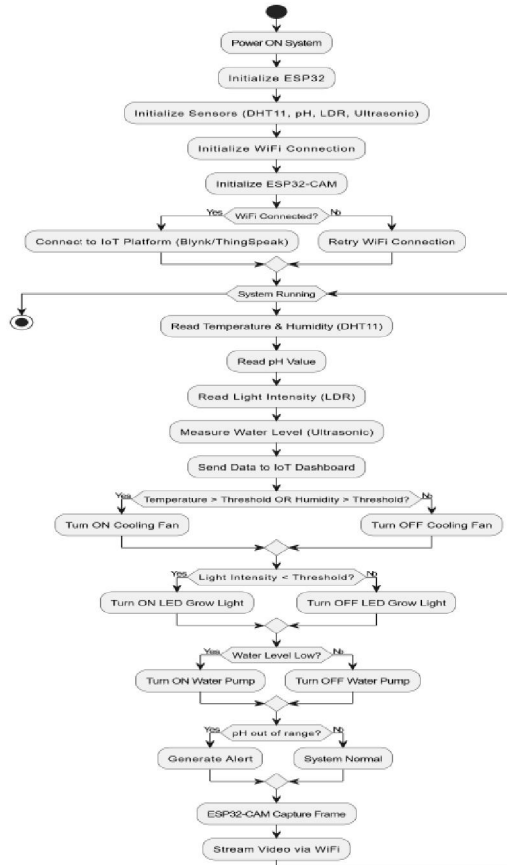 Power ON System
Initialize ESP32
Initialize Sensors (DHT11, pH, LDR, Ultrasonic)
Initialize WiFi Connection
Initialize ESP32-CAM
Yes WiFi Connected? No
Connect to IoT Platform (Blynk/ThingSpeak) Retry WiFi Connection
System Running
Read Temperature & Humidity (DHT11)
Read pH Value
Read Light Intensity (LDR)
Measure Water Level (Ultrasonic)
Send Data to IoT Dashboard
Yes Temperature > Threshold OR Humidity > Threshold? No
Turn ON Cooling Fan Turn OFF Cooling Fan
Yes Light Intensity < Threshold? No
Turn ON LED Grow Light Turn OFF LED Grow Light
Yes Water Level Low? No
Turn ON Water Pump Turn OFF Water Pump
Yes pH out of range? No
Generate Alert System Normal
ESP32-CAM Capture Frame
Stream Video via WiFi